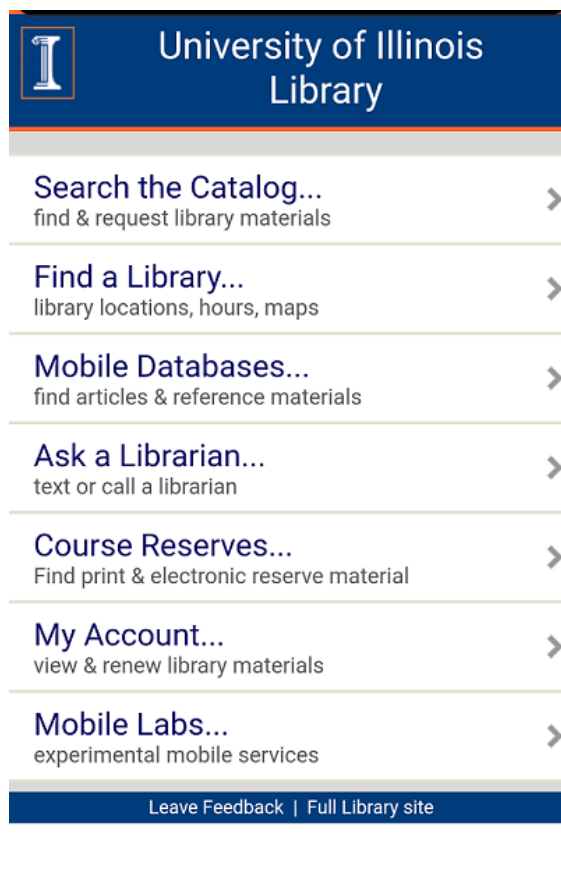 University of Illinois
Library
Search the Catalog...
find & request library materials
Find a Library...
library locations, hours, maps
Mobile Databases...
find articles & reference materials
Ask a Librarian...
text or call a librarian
Course Reserves...
Find print & electronic reserve material
My Account...
view & renew library materials
Mobile Labs...
experimental mobile services
Leave Feedback | Full Library site